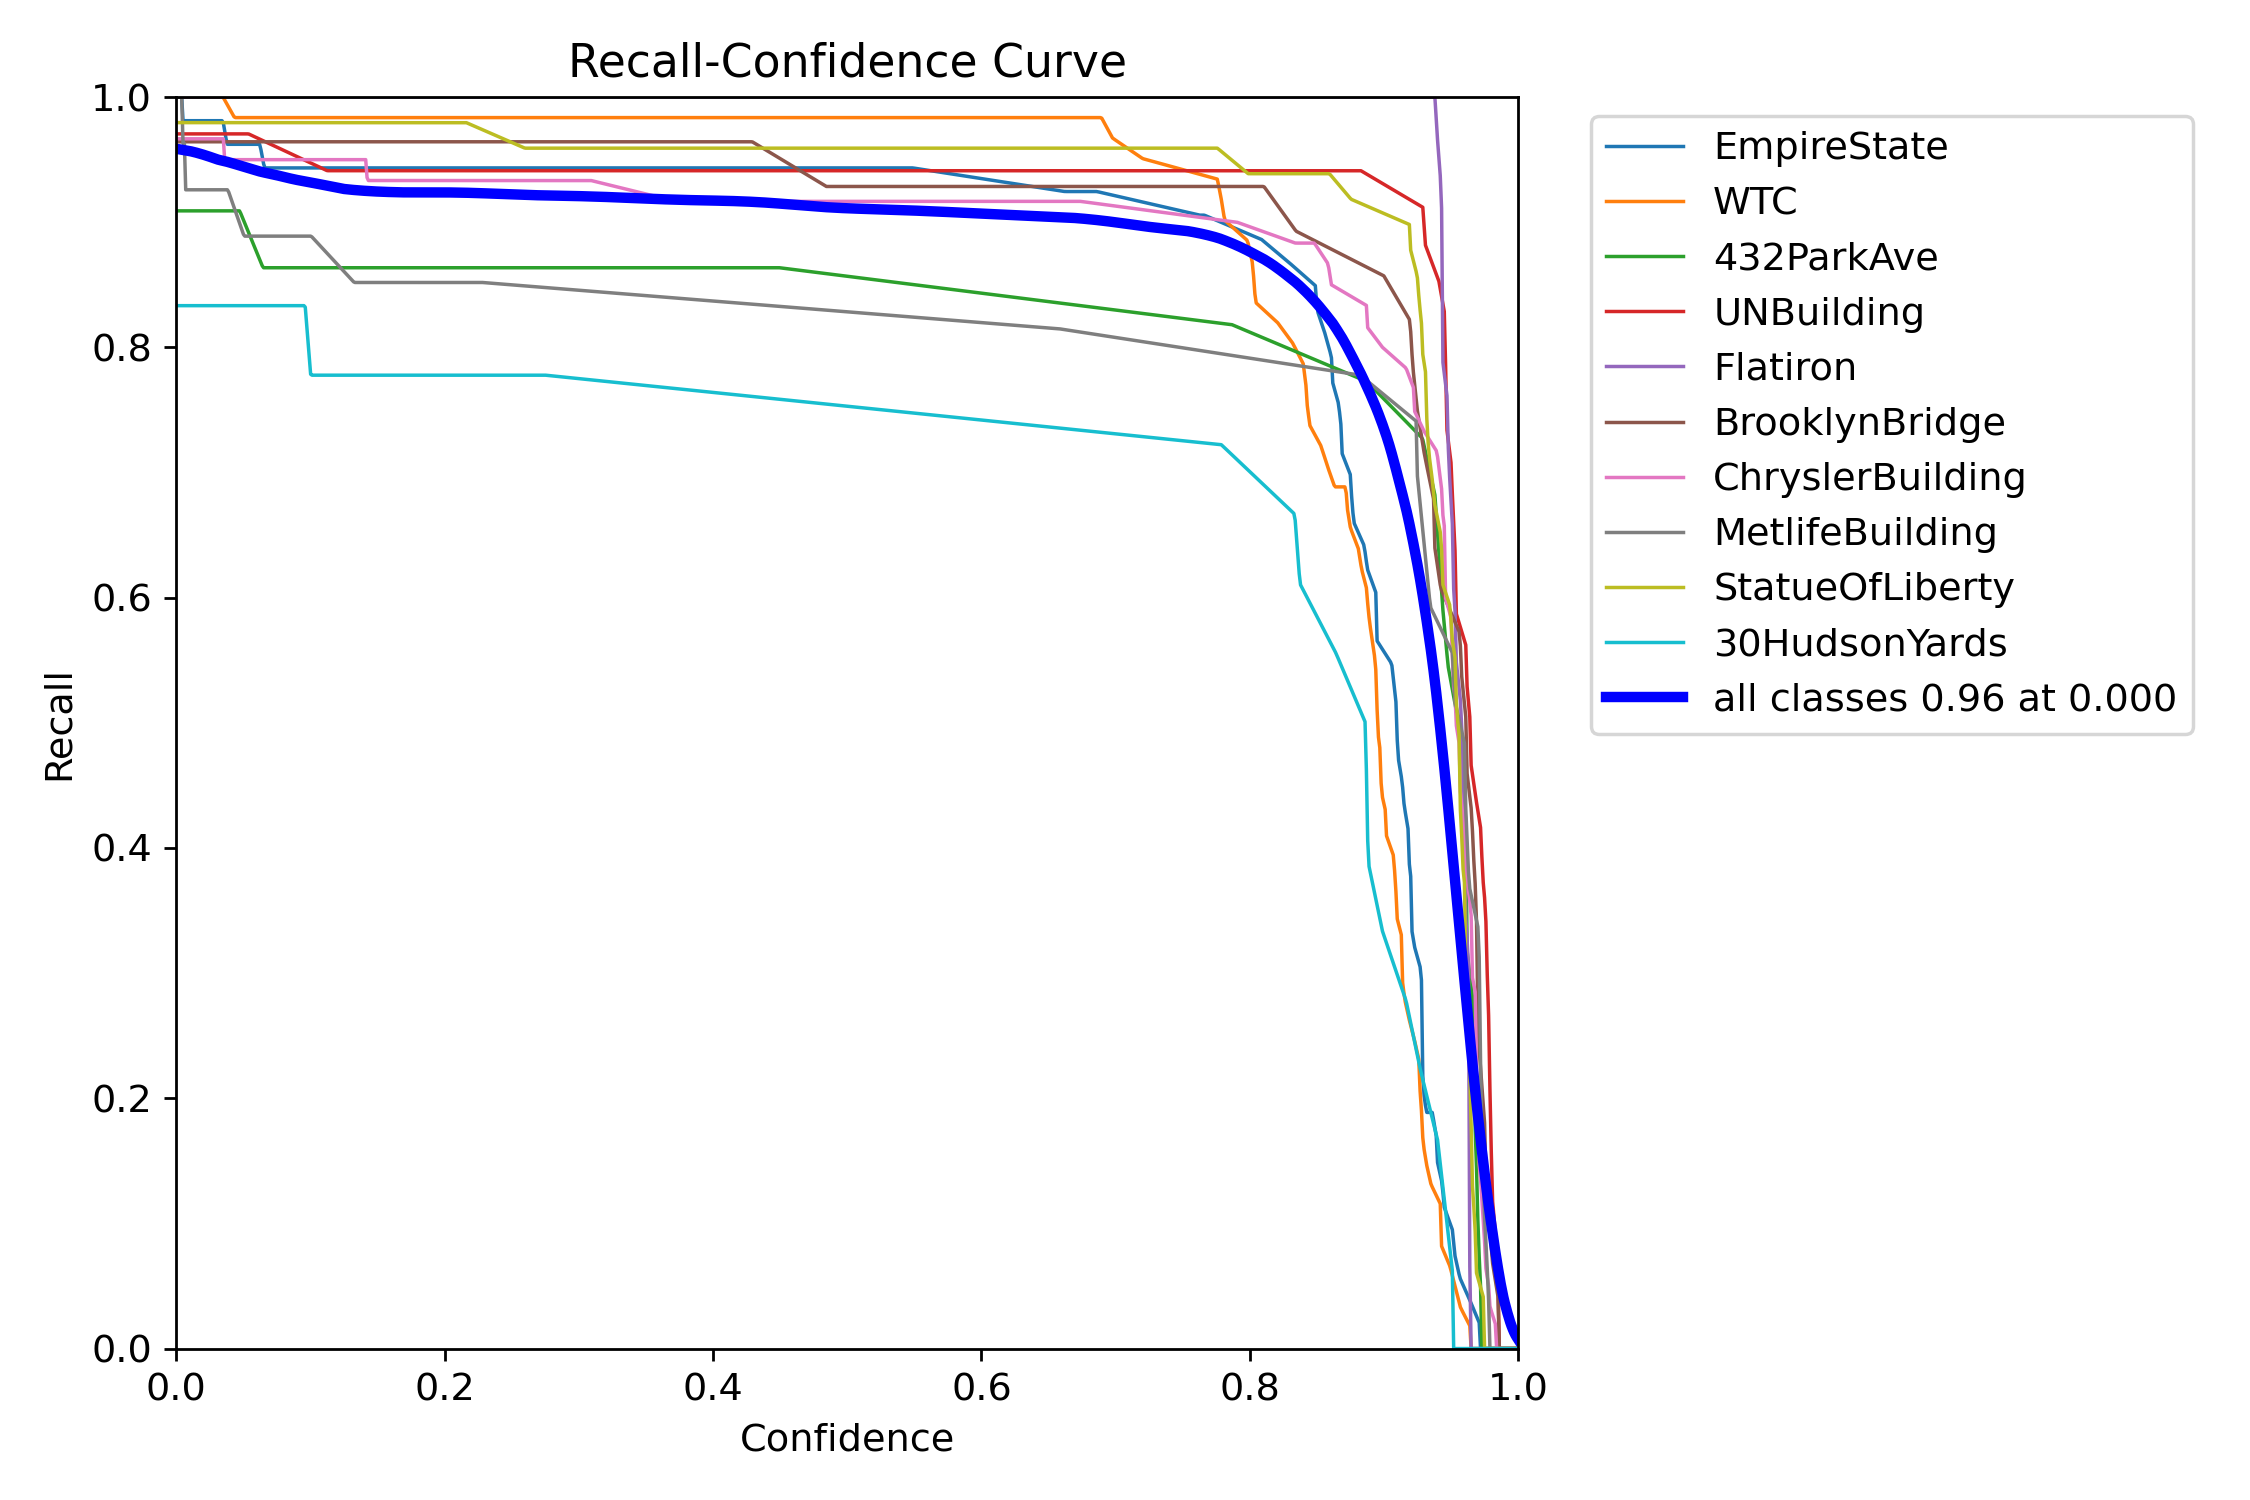 Recall-Confidence Curve
1.0
0.8
0.6
0.4
0.2
0.0
Recall
0.0 0.2 0.4 0.6 0.8 1.0
Confidence
EmpireState
WTC
432ParkAve
UNBuilding
Flatiron
BrooklynBridge
ChryslerBuilding
MetlifeBuilding
StatueOfLiberty
30HudsonYards
all classes 0.96 at 0.000